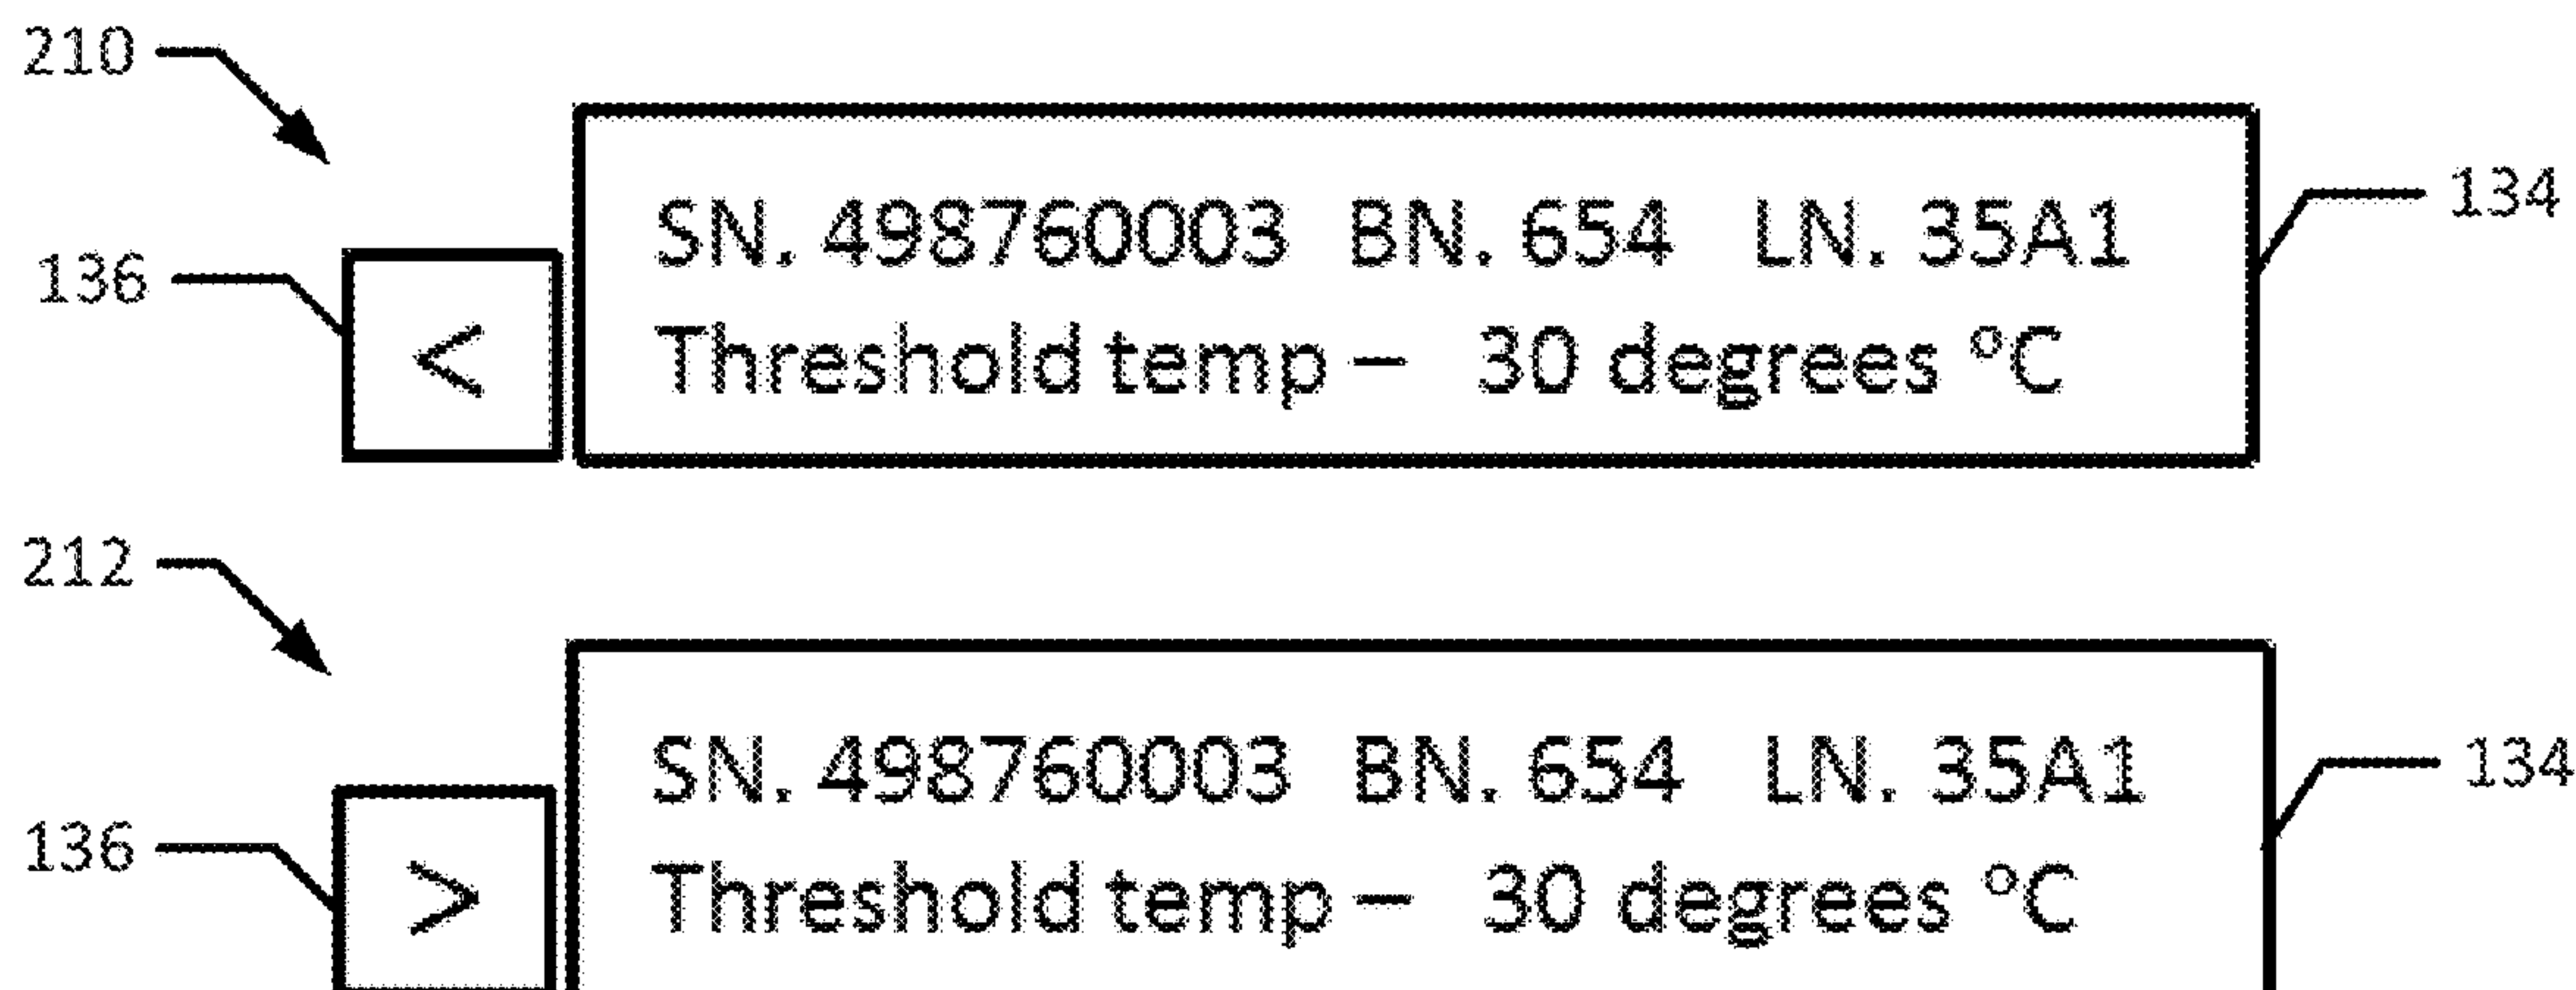 210
SN. 498760003 BN. 654 LN. 35A1
134
136
<
Threshold temp – 30 degrees °C
212
SN. 498760003 BN. 654 LN. 35A1
134
136
>
Threshold temp – 30 degrees °C